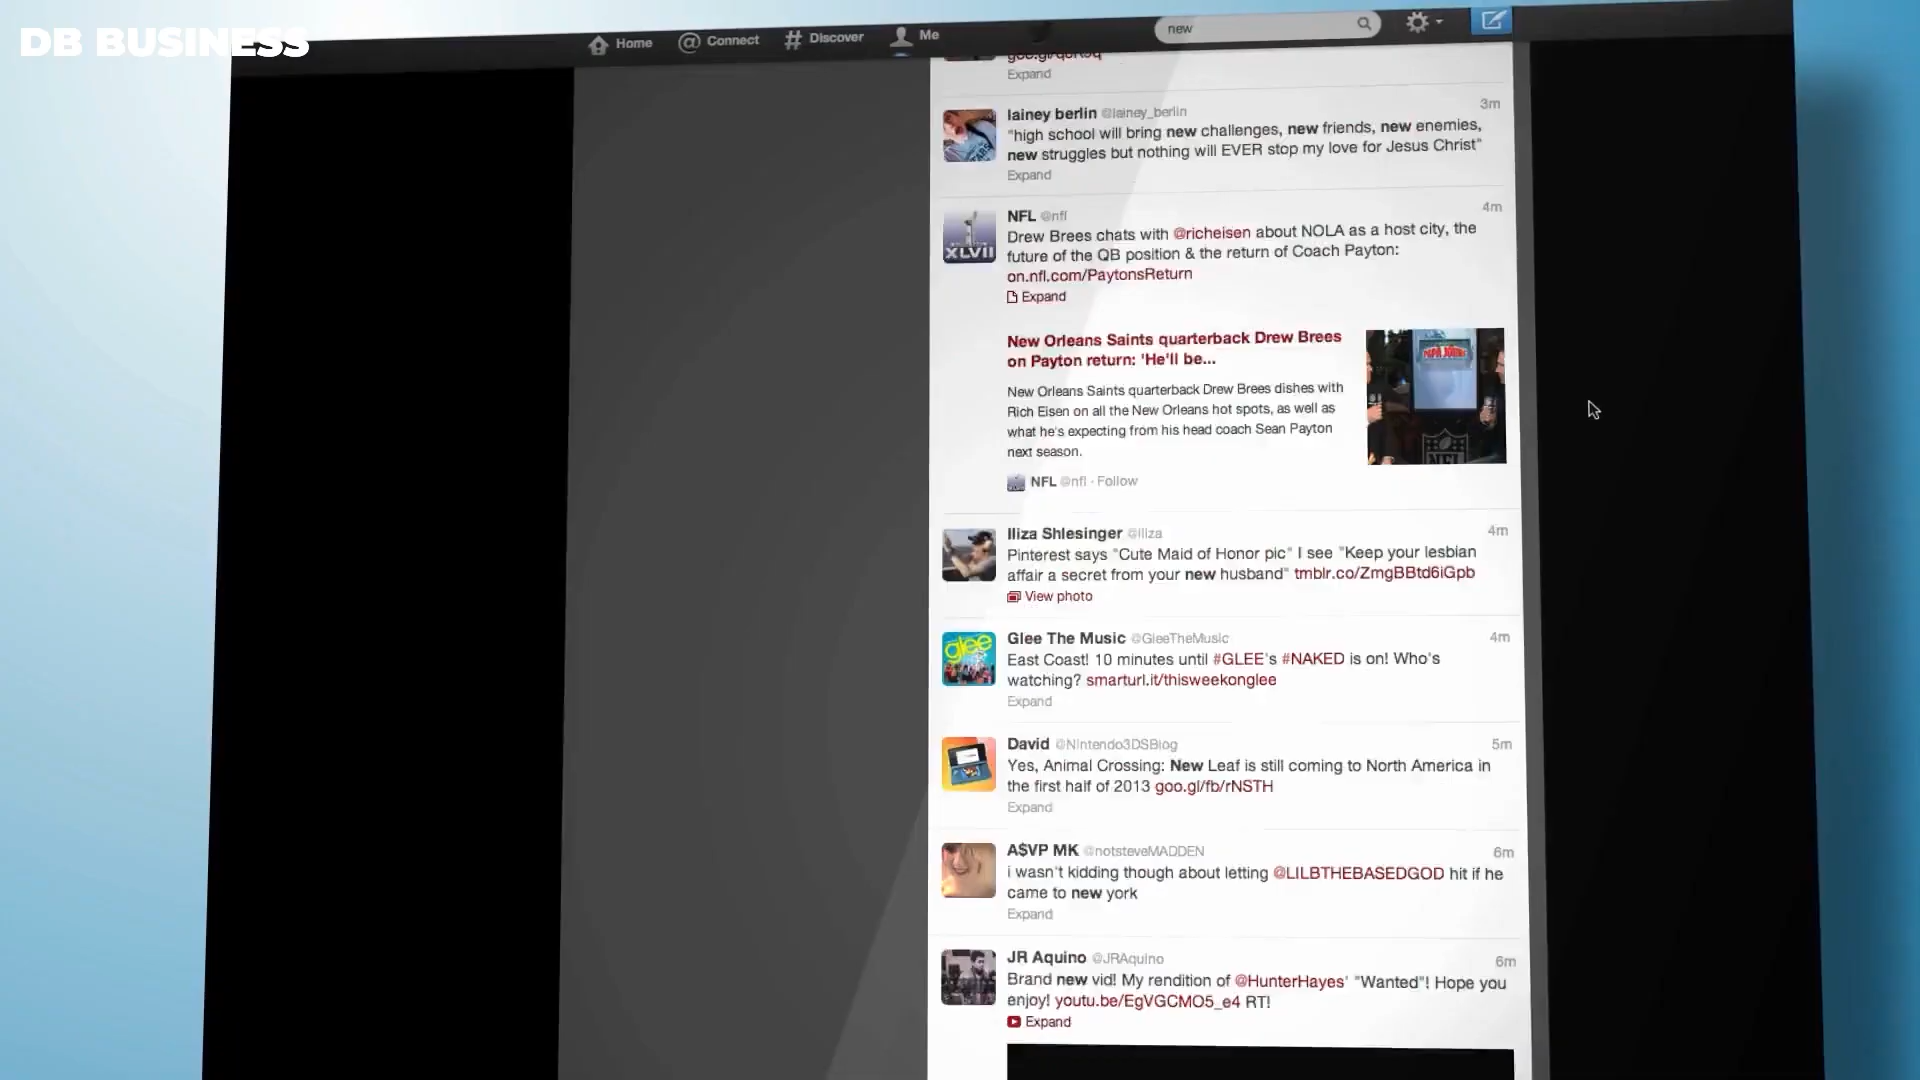 DB BUSINESS
Home
Connect
Discover
Me
new
Expand
lainey berlin @lainey_berlin 3m
"high school will bring new challenges, new friends, new enemies,
new struggles but nothing will EVER stop my love for Jesus Christ"
Expand
NFL @nfl 4m
Drew Brees chats with @richeisen about NOLA as a host city, the
future of the QB position & the return of Coach Payton:
on.nfl.com/PaytonsReturn
Expand
New Orleans Saints quarterback Drew Brees
on Payton return: 'He'll be...
New Orleans Saints quarterback Drew Brees dishes with
Rich Eisen on all the New Orleans hot spots, as well as
what he's expecting from his head coach Sean Payton
next season.
NFL @nfl · Follow
XLVII
PAPA JOHN'S
NFL
Iliza Shlesinger @iliza 4m
Pinterest says "Cute Maid of Honor pic" I see "Keep your lesbian
affair a secret from your new husband" tmblr.co/ZmgBBtd6iGpb
View photo
glee
Glee The Music @GleeTheMusic 4m
East Coast! 10 minutes until #GLEE's #NAKED is on! Who's
watching? smarturl.it/thisweekonglee
Expand
David @Nintendo3DSBlog 5m
Yes, Animal Crossing: New Leaf is still coming to North America in
the first half of 2013 goo.gl/fb/rNSTH
Expand
A$VP MK @notsteveMADDEN 6m
i wasn't kidding though about letting @LILBTHEBASEDGOD hit if he
came to new york
Expand
JR Aquino @JRAquino 6m
Brand new vid! My rendition of @HunterHayes' "Wanted"! Hope you
enjoy! youtu.be/EgVGCMO5_e4 RT!
Expand